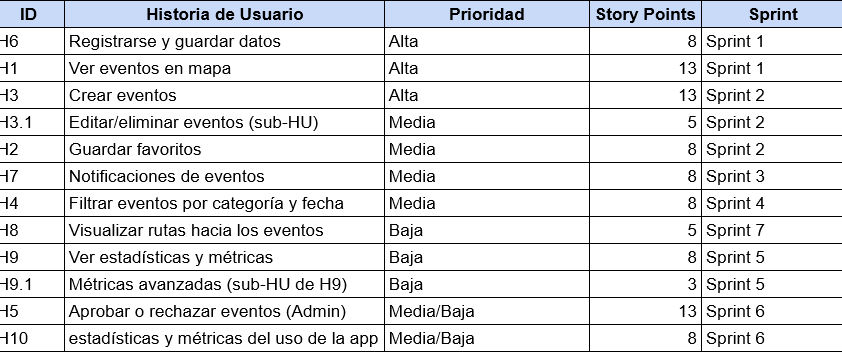 ID Historia de Usuario Prioridad Story Points Sprint
H6 Registrarse y guardar datos Alta 8 Sprint 1
H1 Ver eventos en mapa Alta 13 Sprint 1
H3 Crear eventos Alta 13 Sprint 2
H3.1 Editar/eliminar eventos (sub-HU) Media 5 Sprint 2
H2 Guardar favoritos Media 8 Sprint 2
H7 Notificaciones de eventos Media 8 Sprint 3
H4 Filtrar eventos por categoría y fecha Media 8 Sprint 4
H8 Visualizar rutas hacia los eventos Baja 5 Sprint 7
H9 Ver estadísticas y métricas Baja 8 Sprint 5
H9.1 Métricas avanzadas (sub-HU de H9) Baja 3 Sprint 5
H5 Aprobar o rechazar eventos (Admin) Media/Baja 13 Sprint 6
H10 estadísticas y métricas del uso de la app Media/Baja 8 Sprint 6